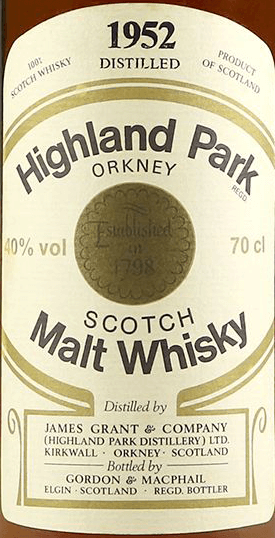 1952
DISTILLED
100% SCOTCH WHISKY
PRODUCT OF SCOTLAND
Highland Park
REGD
ORKNEY
The
Established
in
1798
40% vol
70 cl
SCOTCH
Malt Whisky
Distilled by
JAMES GRANT & COMPANY
(HIGHLAND PARK DISTILLERY) LTD.
KIRKWALL · ORKNEY · SCOTLAND
Bottled by
GORDON & MACPHAIL
ELGIN · SCOTLAND · REGD. BOTTLER